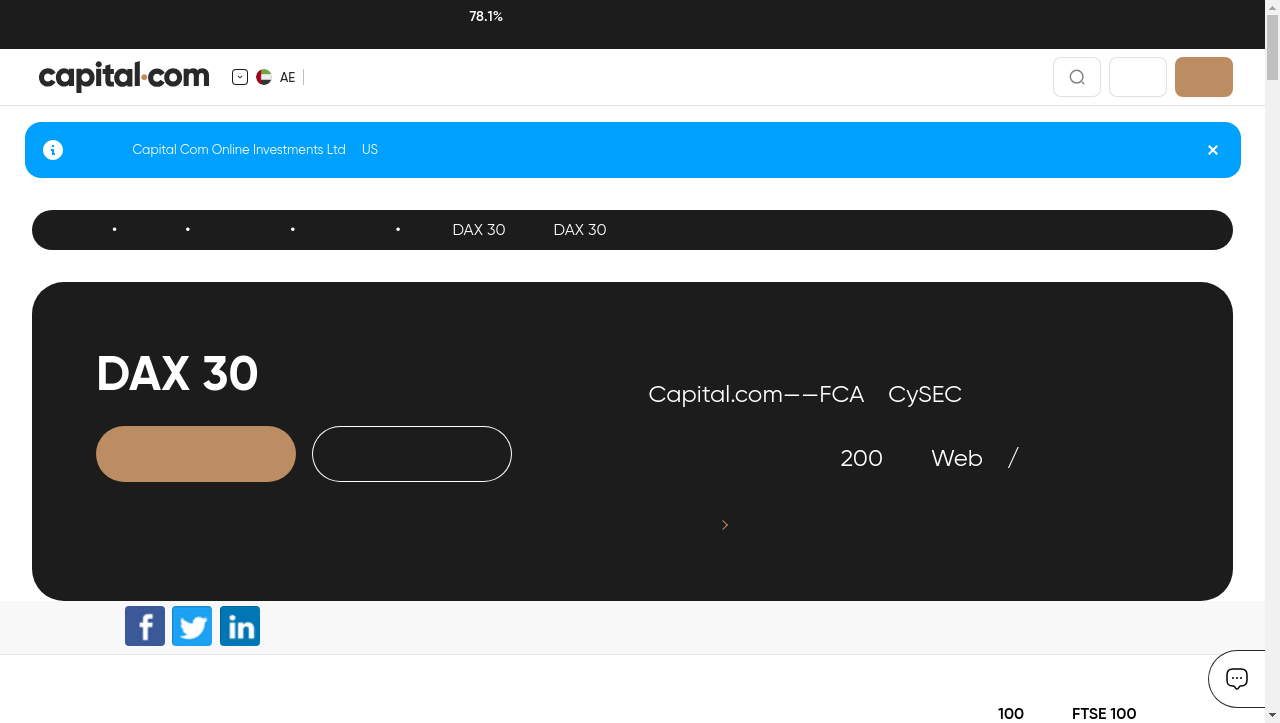 78.1%
capital.com
AE
Capital Com Online Investments Ltd US
• • • • DAX 30 DAX 30
DAX 30
Capital.com——FCA CySEC
200 Web /
100 FTSE 100